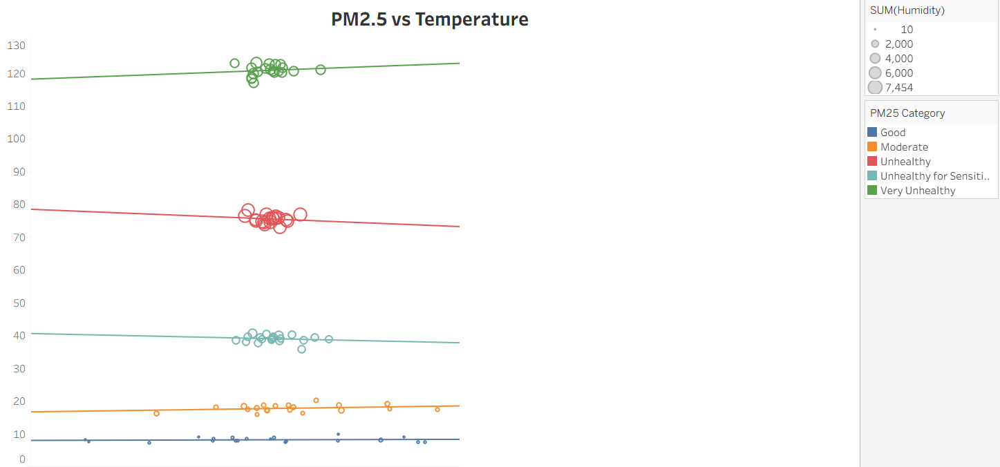 PM2.5 vs Temperature
130
120
110
100
90
80
70
60
50
40
30
20
10
0
SUM(Humidity)
10
2,000
4,000
6,000
7,454
PM25 Category
Good
Moderate
Unhealthy
Unhealthy for Sensiti..
Very Unhealthy